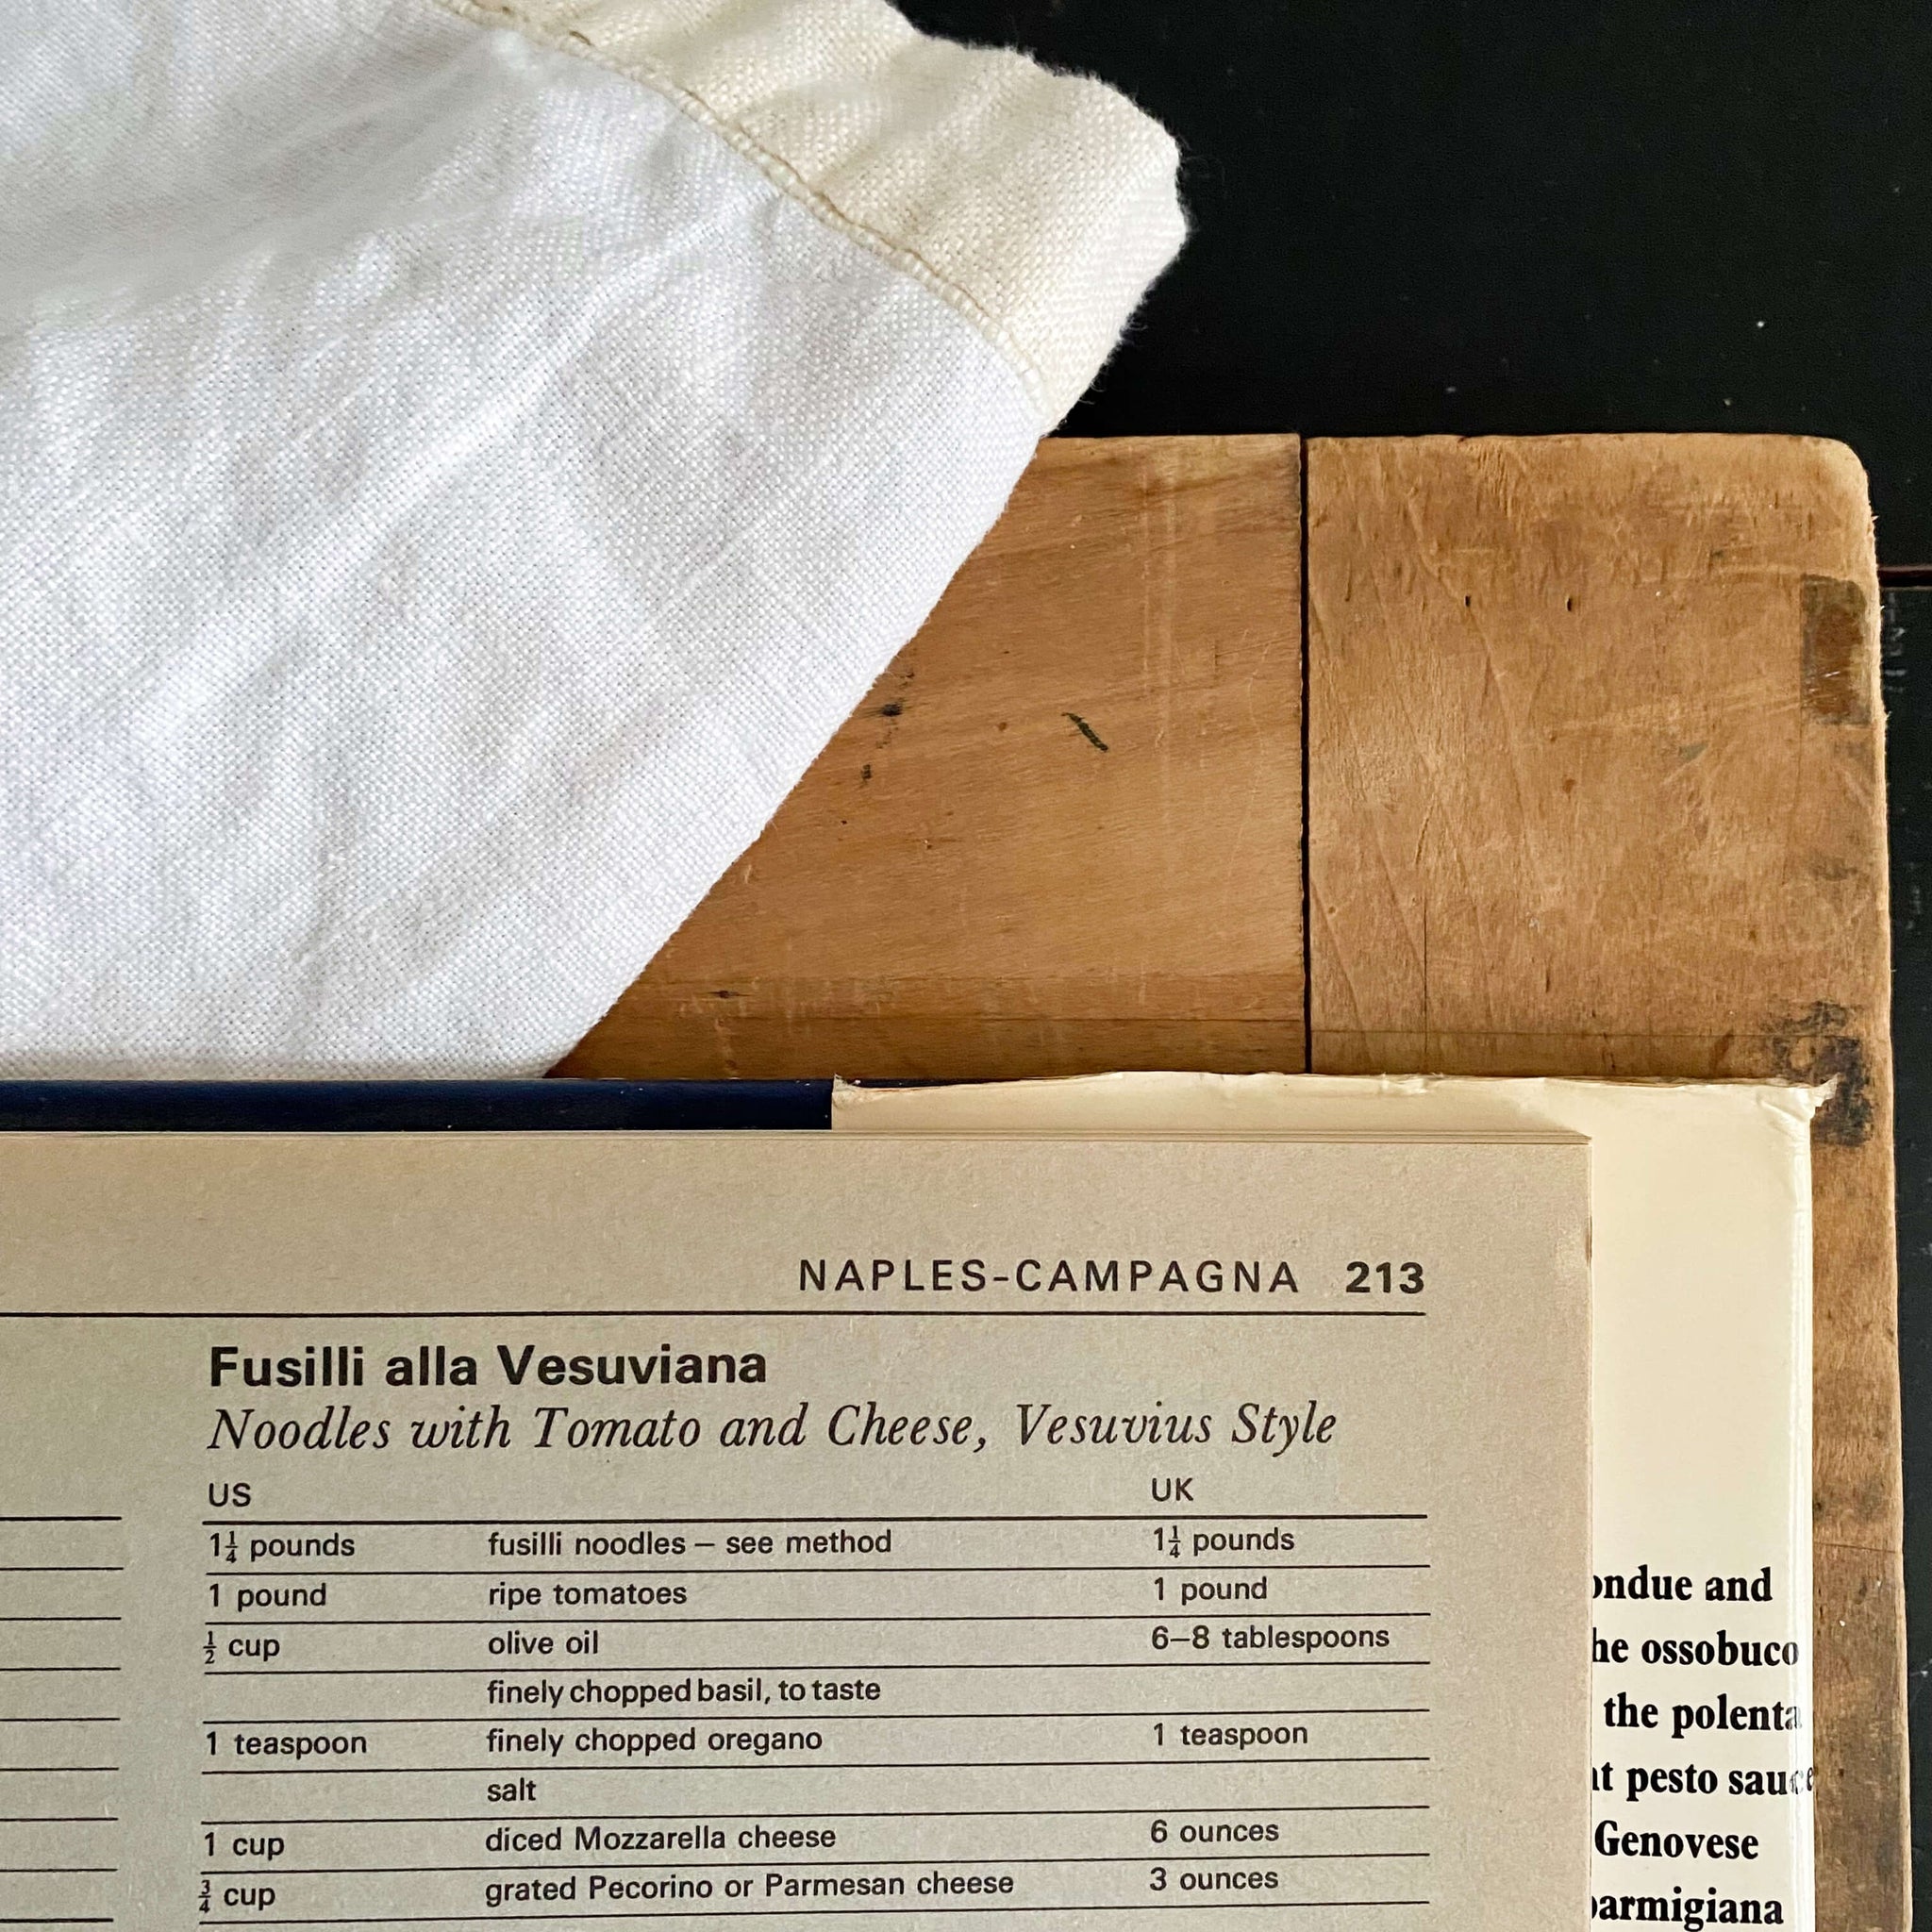 NAPLES-CAMPAGNA 213
Fusilli alla Vesuviana
Noodles with Tomato and Cheese, Vesuvius Style
US UK
1¼ pounds fusilli noodles – see method 1¼ pounds
1 pound ripe tomatoes 1 pound
½ cup olive oil 6–8 tablespoons
finely chopped basil, to taste
1 teaspoon finely chopped oregano 1 teaspoon
salt
1 cup diced Mozzarella cheese 6 ounces
¾ cup grated Pecorino or Parmesan cheese 3 ounces
and
ossobuco
the polenta
pesto sauce
Genovese
parmigiana